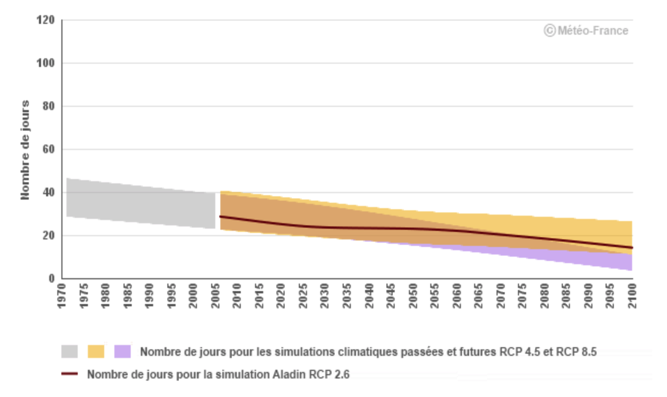 120
© Météo-France
100
80
60
40
20
0
Nombre de jours
1970 1975 1980 1985 1990 1995 2000 2005 2010 2015 2020 2025 2030 2035 2040 2045 2050 2055 2060 2065 2070 2075 2080 2085 2090 2095 2100
Nombre de jours pour les simulations climatiques passées et futures RCP 4.5 et RCP 8.5
Nombre de jours pour la simulation Aladin RCP 2.6